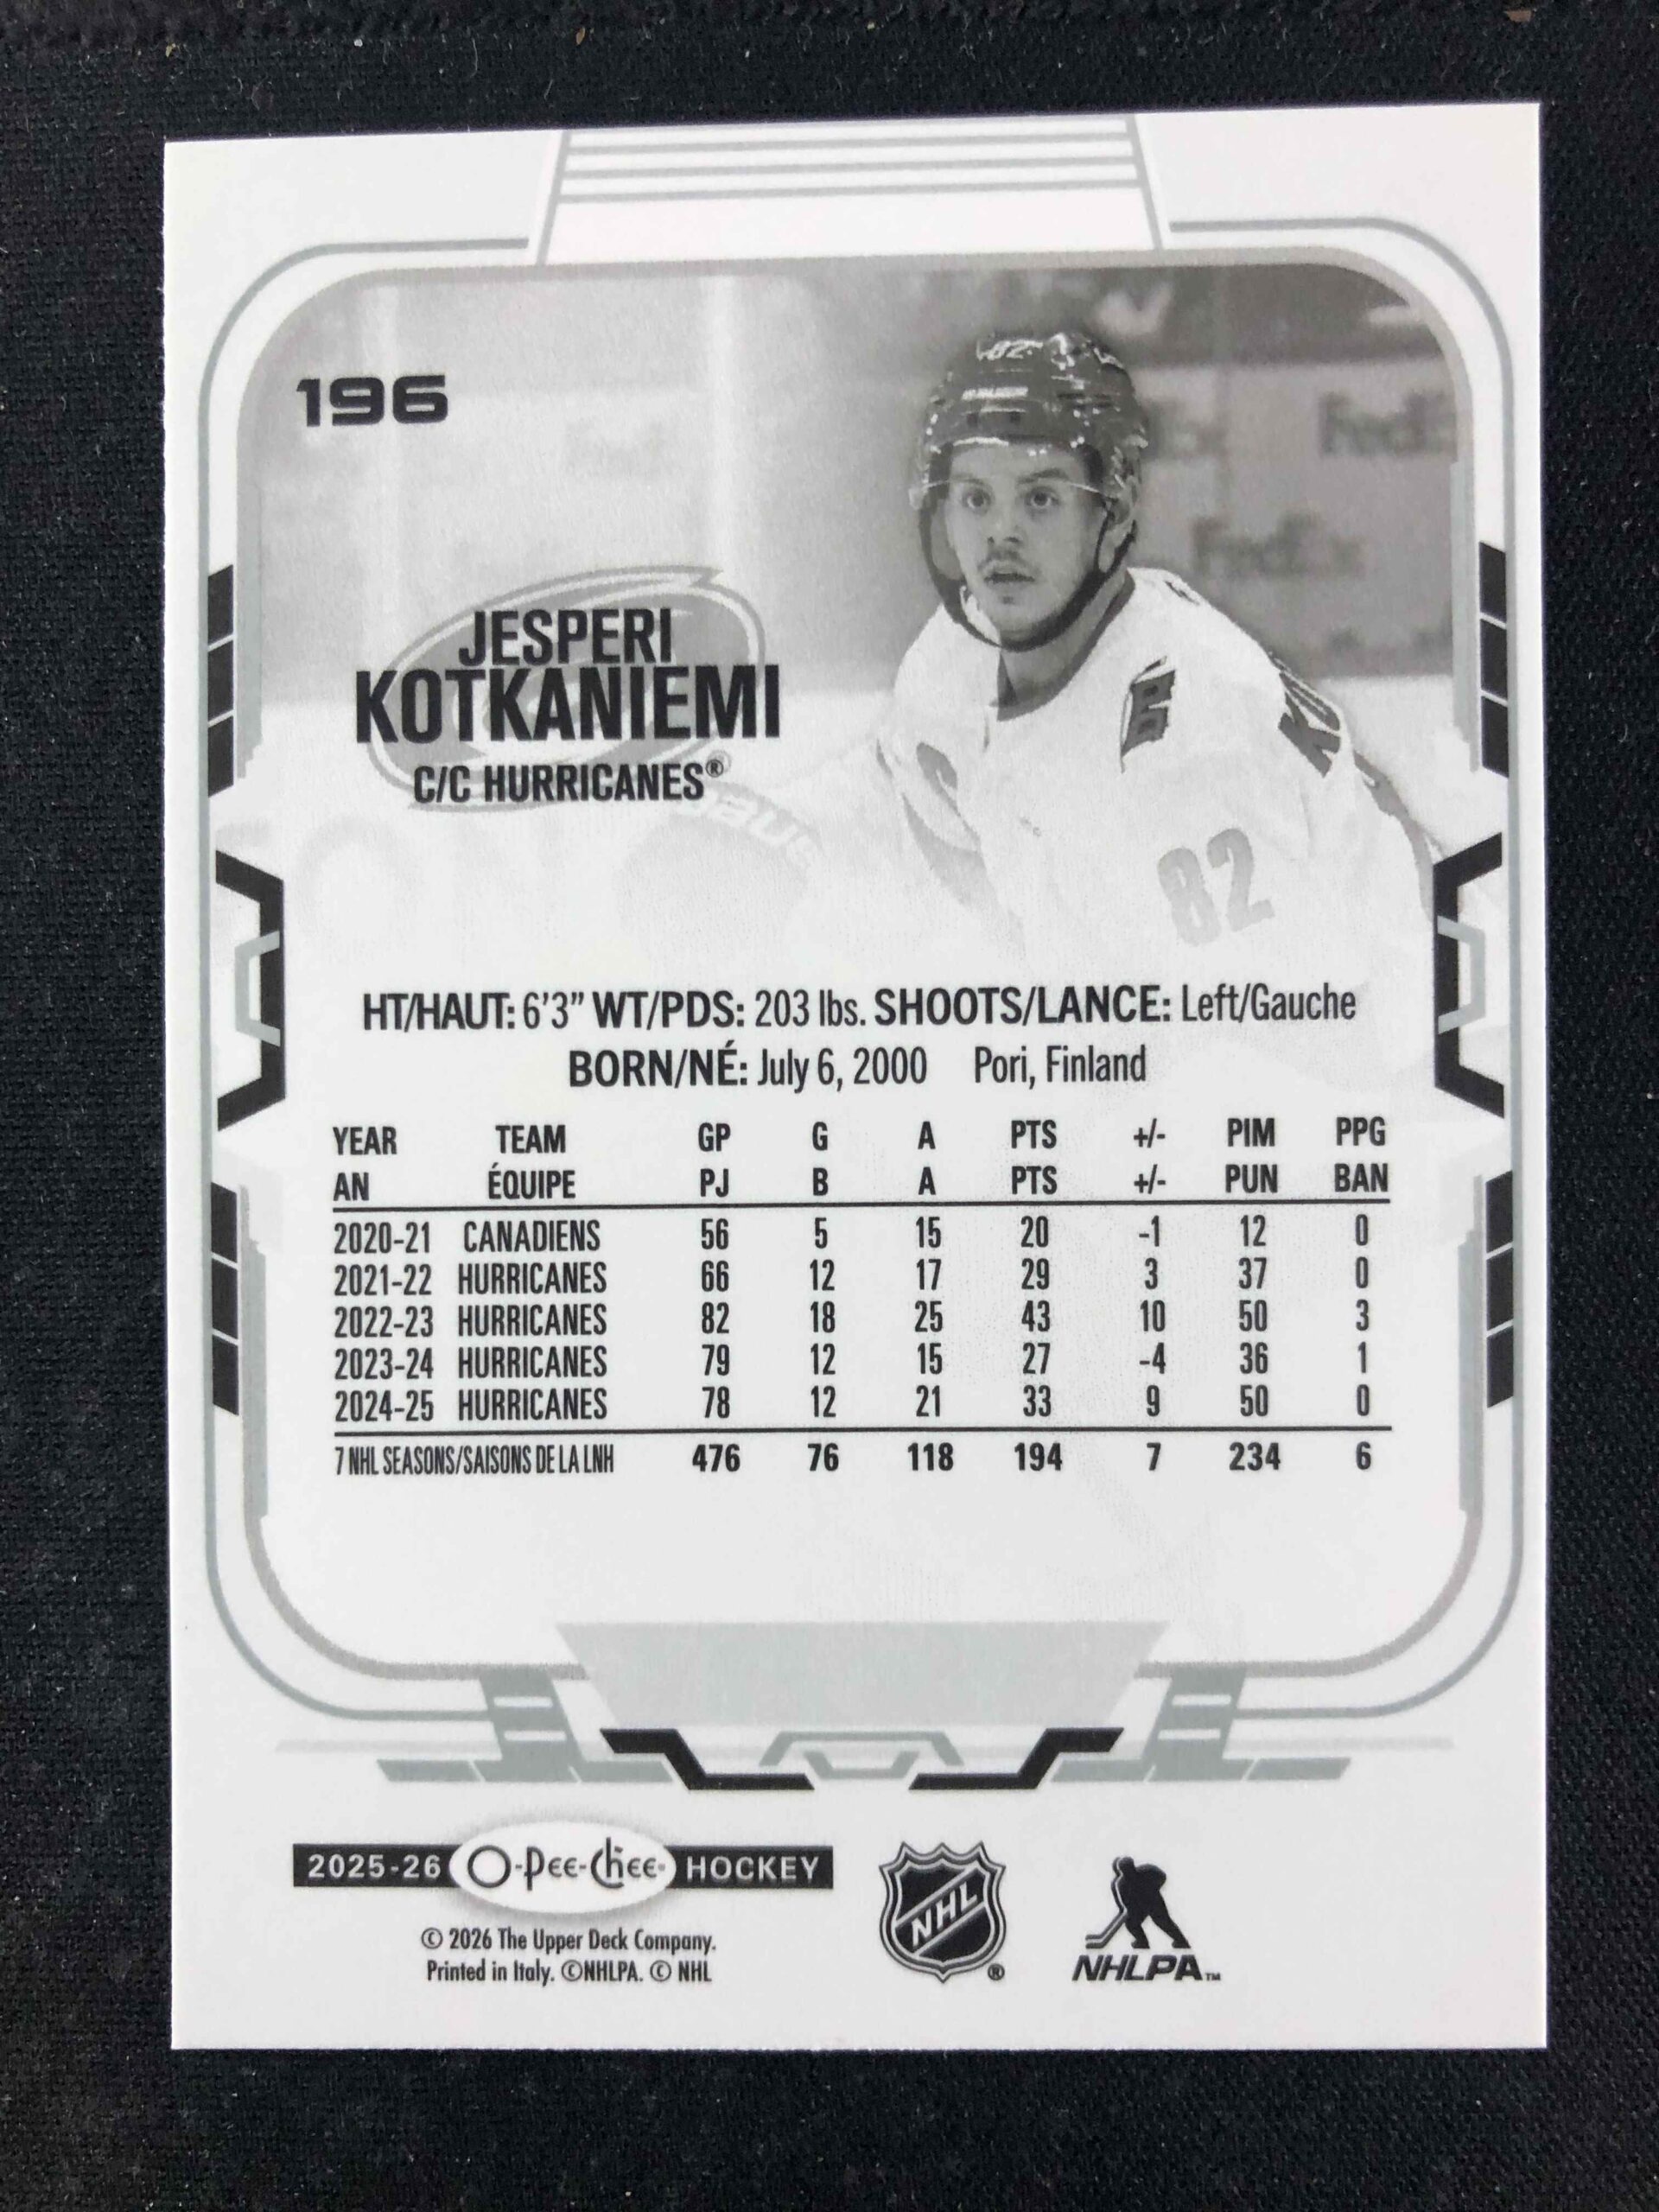 196
82
FedEx
FedEx
FedEx
JESPERI
KOTKANIEMI
C/C HURRICANES®
82
HT/HAUT: 6'3" WT/PDS: 203 lbs. SHOOTS/LANCE: Left/Gauche
BORN/NÉ: July 6, 2000 Pori, Finland
YEAR TEAM GP G A PTS +/- PIM PPG
AN ÉQUIPE PJ B A PTS +/- PUN BAN
2020-21 CANADIENS 56 5 15 20 -1 12 0
2021-22 HURRICANES 66 12 17 29 3 37 0
2022-23 HURRICANES 82 18 25 43 10 50 3
2023-24 HURRICANES 79 12 15 27 -4 36 1
2024-25 HURRICANES 78 12 21 33 9 50 0
7 NHL SEASONS/SAISONS DE LA LNH 476 76 118 194 7 234 6
2025-26 O-Pee-Chee HOCKEY
© 2026 The Upper Deck Company.
Printed in Italy. ©NHLPA. © NHL
NHL ®
NHLPA™